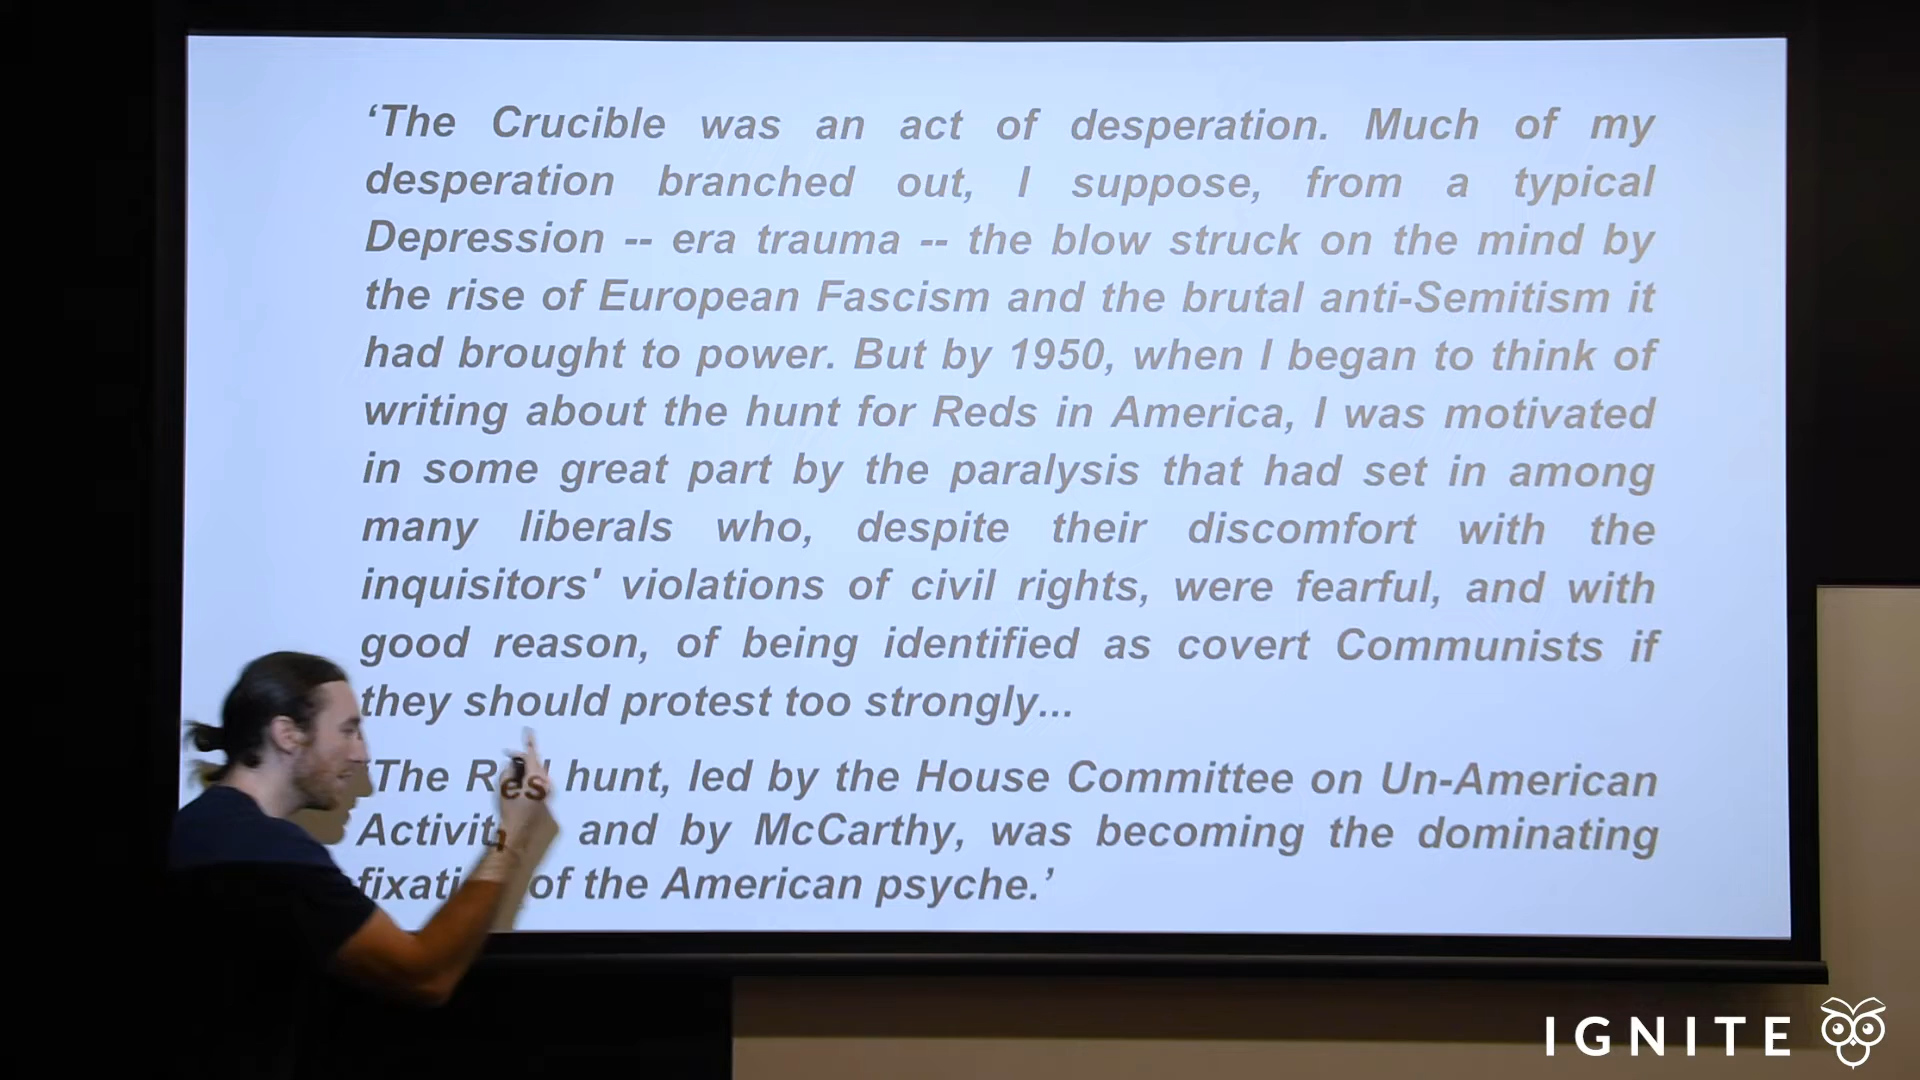 ‘The Crucible was an act of desperation. Much of my
desperation branched out, I suppose, from a typical
Depression -- era trauma -- the blow struck on the mind by
the rise of European Fascism and the brutal anti-Semitism it
had brought to power. But by 1950, when I began to think of
writing about the hunt for Reds in America, I was motivated
in some great part by the paralysis that had set in among
many liberals who, despite their discomfort with the
inquisitors' violations of civil rights, were fearful, and with
good reason, of being identified as covert Communists if
they should protest too strongly...
‘The hunt, led by the House Committee on Un-American
and by McCarthy, was becoming the dominating
of the American psyche.’
IGNITE